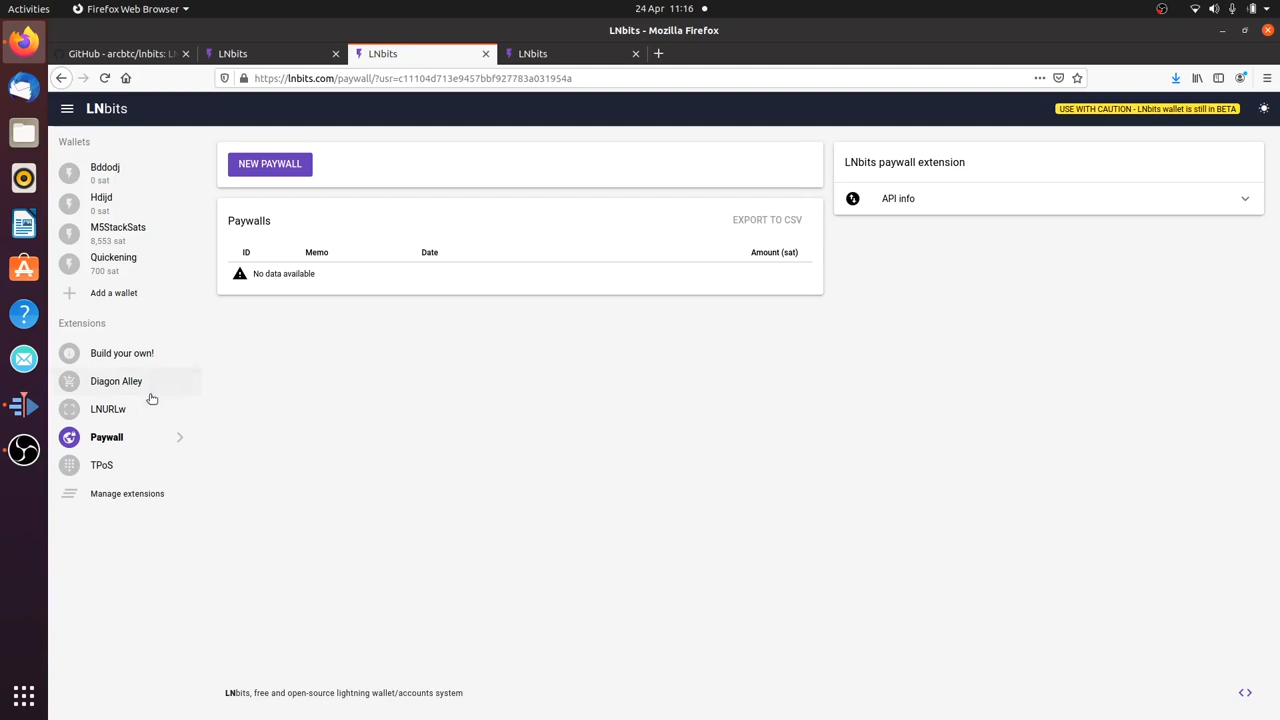 Activities
Firefox Web Browser
24 Apr 11:16
LNbits - Mozilla Firefox
GitHub - arcbtc/lnbits: LN
LNbits
LNbits
LNbits
https://lnbits.com/paywall/?usr=c11104d713e9457bbf927783a031954a
LNbits
USE WITH CAUTION - LNbits wallet is still in BETA
Wallets
Bddodj
0 sat
Hdijd
0 sat
M5StackSats
8,553 sat
Quickening
700 sat
Add a wallet
Extensions
Build your own!
Diagon Alley
LNURLw
Paywall
TPoS
Manage extensions
NEW PAYWALL
Paywalls
EXPORT TO CSV
ID Memo Date Amount (sat)
No data available
LNbits paywall extension
API info
LNbits, free and open-source lightning wallet/accounts system